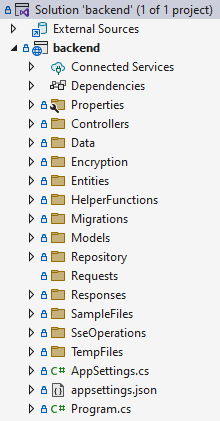 Solution 'backend' (1 of 1 project)
External Sources
backend
Connected Services
Dependencies
Properties
Controllers
Data
Encryption
Entities
HelperFunctions
Migrations
Models
Repository
Requests
Responses
SampleFiles
SseOperations
TempFiles
C# AppSettings.cs
appsettings.json
C# Program.cs